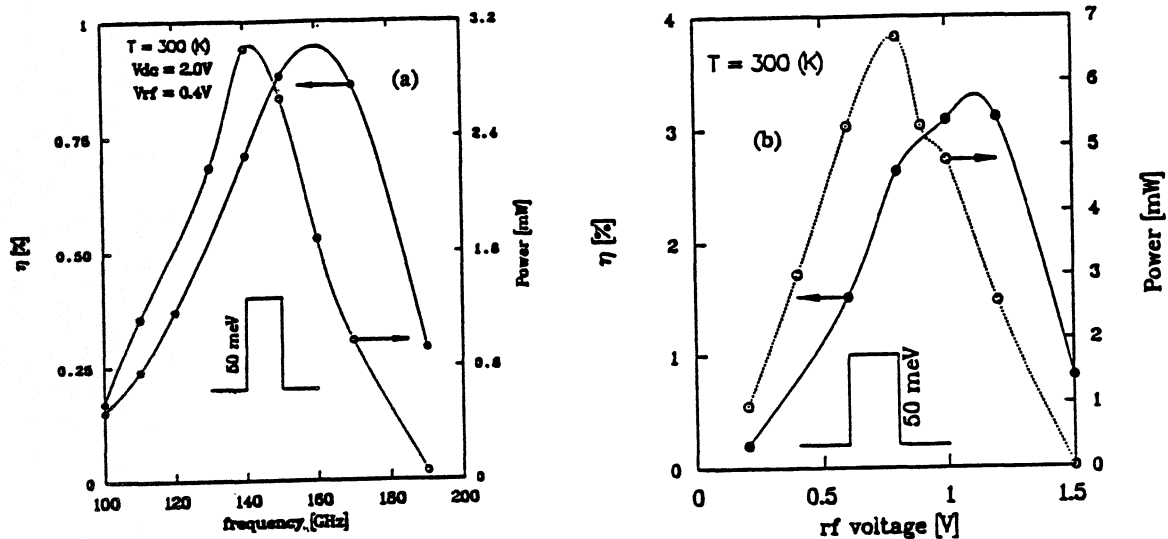 1
0.75
0.50
0.25
0
η [%]
T = 300 (K)
Vdc = 2.0V
Vrf = 0.4V
(a)
50 meV
3.2
2.4
1.6
0.8
0
Power [mW]
100 120 140 160 180 200
frequency, [GHz]
4
3
2
1
0
η [%]
T = 300 (K)
(b)
50 meV
7
6
5
4
3
2
1
0
Power [mW]
0 0.5 1 1.5
rf voltage [V]